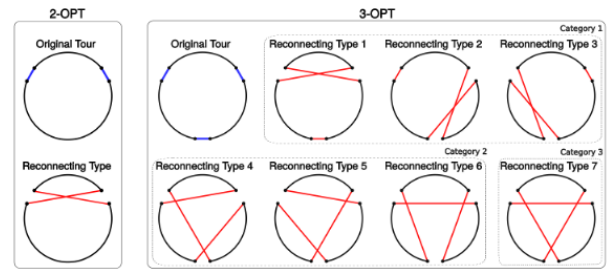 2-OPT
Original Tour
Reconnecting Type
3-OPT
Category 1
Original Tour
Reconnecting Type 1
Reconnecting Type 2
Reconnecting Type 3
Category 2
Category 3
Reconnecting Type 4
Reconnecting Type 5
Reconnecting Type 6
Reconnecting Type 7